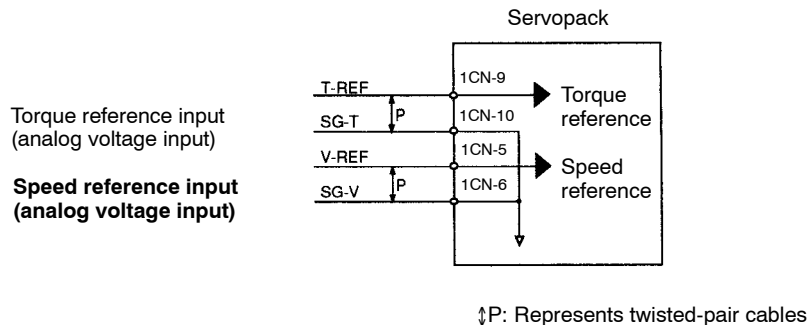 Servopack
T-REF
1CN-9
Torque reference input
(analog voltage input)
P
Torque
reference
SG-T
1CN-10
V-REF
1CN-5
Speed reference input
(analog voltage input)
P
Speed
reference
SG-V
1CN-6
P: Represents twisted-pair cables